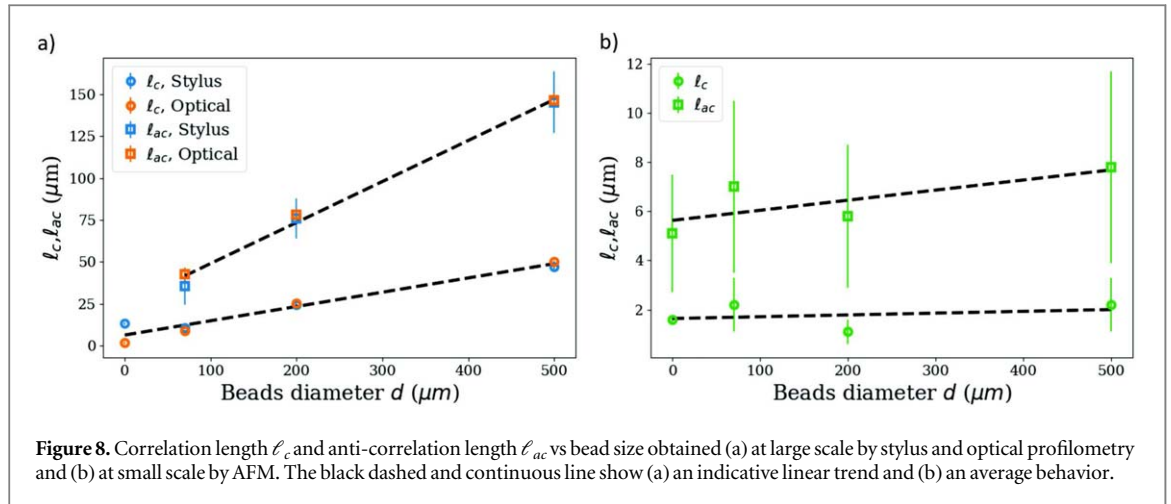 a)
ℓc, Stylus
ℓc, Optical
ℓac, Stylus
ℓac, Optical
ℓc,ℓac (μm)
150
125
100
75
50
25
0
0 100 200 300 400 500
Beads diameter d (μm)
b)
ℓc
ℓac
ℓc,ℓac (μm)
12
10
8
6
4
2
0 100 200 300 400 500
Beads diameter d (μm)
Figure 8. Correlation length ℓc and anti-correlation length ℓac vs bead size obtained (a) at large scale by stylus and optical profilometry
and (b) at small scale by AFM. The black dashed and continuous line show (a) an indicative linear trend and (b) an average behavior.